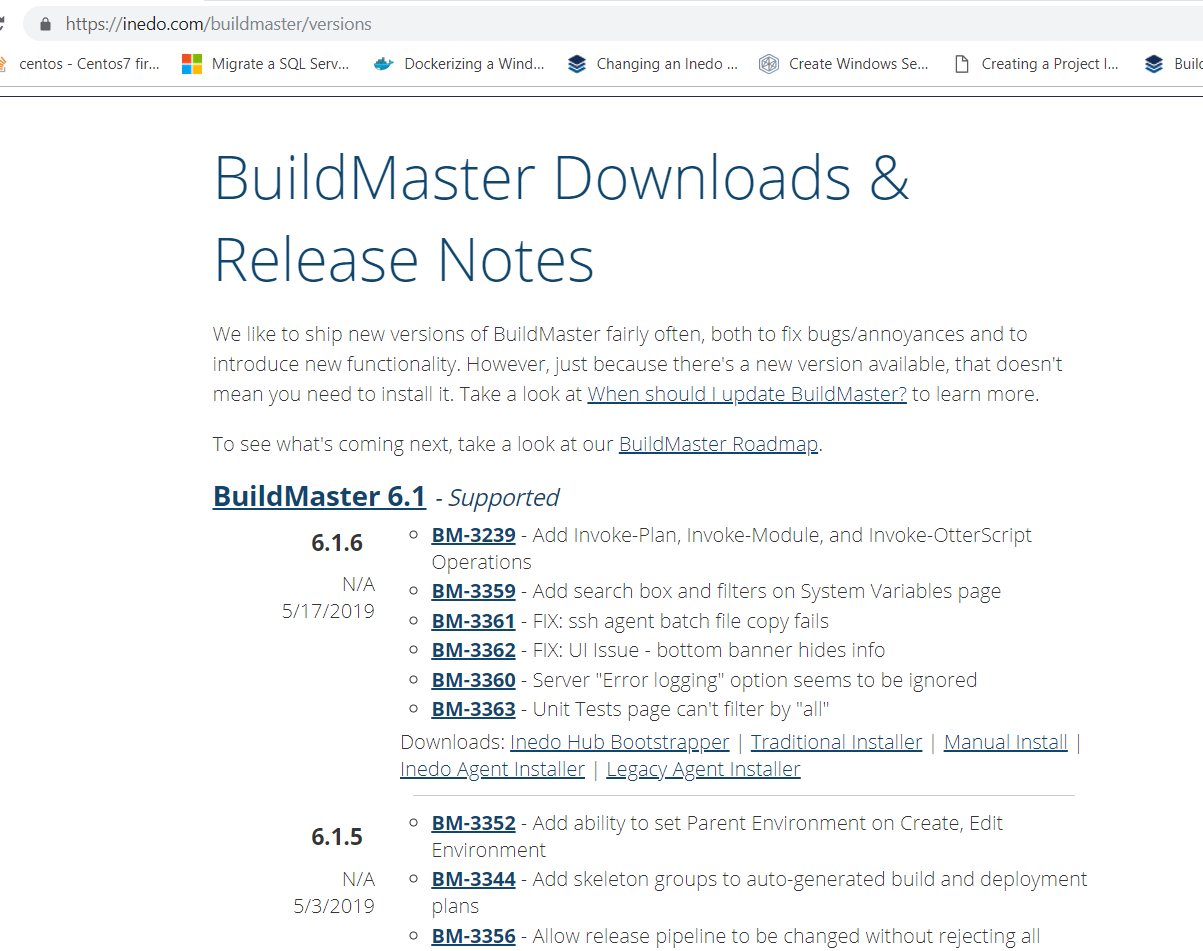 https://inedo.com/buildmaster/versions
centos - Centos7 fir... Migrate a SQL Serv... Dockerizing a Wind... Changing an Inedo ... Create Windows Se... Creating a Project I... Build
BuildMaster Downloads &
Release Notes
We like to ship new versions of BuildMaster fairly often, both to fix bugs/annoyances and to
introduce new functionality. However, just because there's a new version available, that doesn't
mean you need to install it. Take a look at When should I update BuildMaster? to learn more.
To see what's coming next, take a look at our BuildMaster Roadmap.
BuildMaster 6.1 - Supported
6.1.6
N/A
5/17/2019
BM-3239 - Add Invoke-Plan, Invoke-Module, and Invoke-OtterScript
Operations
BM-3359 - Add search box and filters on System Variables page
BM-3361 - FIX: ssh agent batch file copy fails
BM-3362 - FIX: UI Issue - bottom banner hides info
BM-3360 - Server "Error logging" option seems to be ignored
BM-3363 - Unit Tests page can't filter by "all"
Downloads: Inedo Hub Bootstrapper | Traditional Installer | Manual Install |
Inedo Agent Installer | Legacy Agent Installer
6.1.5
N/A
5/3/2019
BM-3352 - Add ability to set Parent Environment on Create, Edit
Environment
BM-3344 - Add skeleton groups to auto-generated build and deployment
plans
BM-3356 - Allow release pipeline to be changed without rejecting all